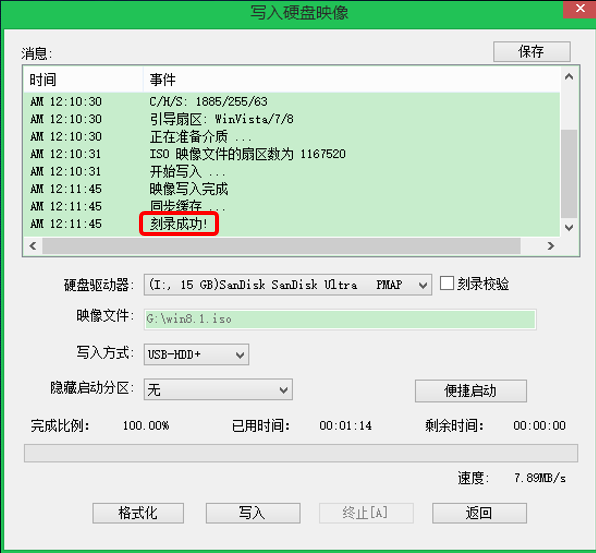 写入硬盘映像
消息:
保存
时间 事件
AM 12:10:30 C/H/S: 1885/255/63
AM 12:10:30 引导扇区: WinVista/7/8
AM 12:10:30 正在准备介质 ...
AM 12:10:31 ISO 映像文件的扇区数为 1167520
AM 12:10:31 开始写入 ...
AM 12:11:45 映像写入完成
AM 12:11:45 同步缓存 ...
AM 12:11:45 刻录成功!
硬盘驱动器: (I:, 15 GB)SanDisk SanDisk Ultra PMAP 刻录校验
映像文件: G:\win8.1.iso
写入方式: USB-HDD+
隐藏启动分区: 无 便捷启动
完成比例: 100.00% 已用时间: 00:01:14 剩余时间: 00:00:00
速度: 7.89MB/s
格式化 写入 终止[A] 返回